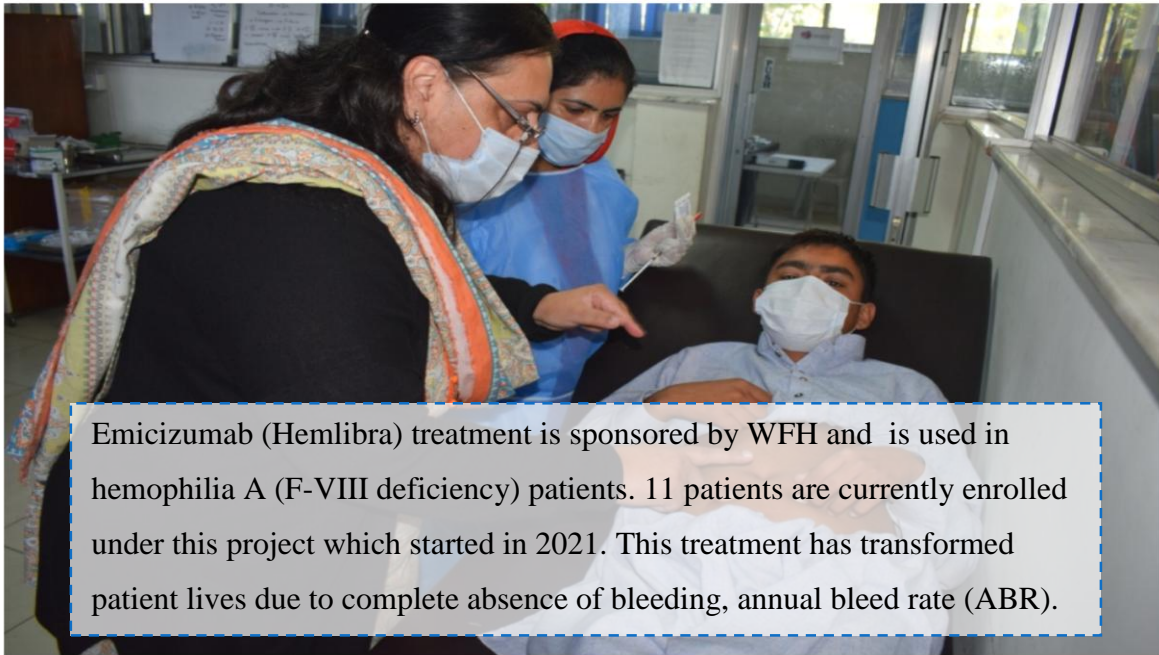 Emicizumab (Hemlibra) treatment is sponsored by WFH and  is used in
hemophilia A (F-VIII deficiency) patients. 11 patients are currently enrolled
under this project which started in 2021. This treatment has transformed
patient lives due to complete absence of bleeding, annual bleed rate (ABR).